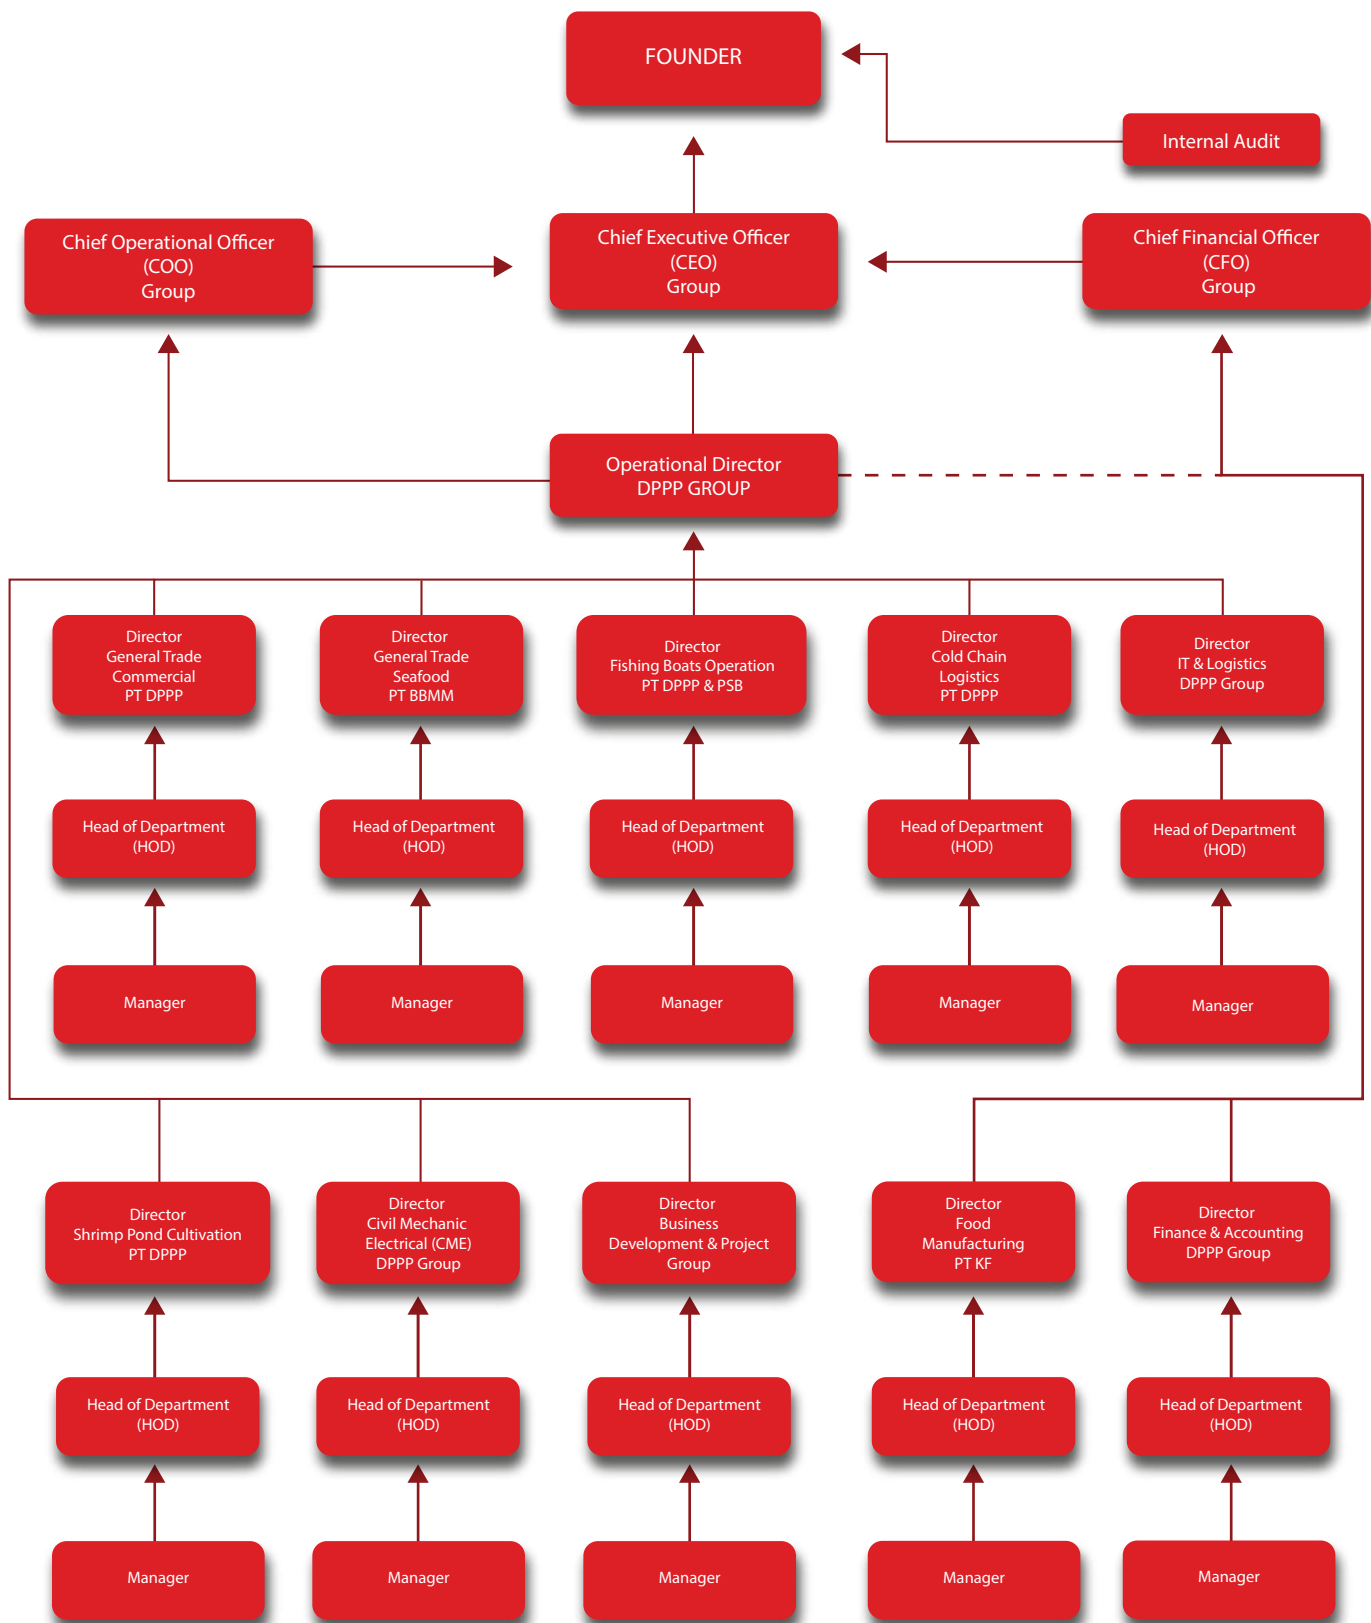 FOUNDER
Internal Audit
Chief Operational Officer
(COO)
Group
Chief Executive Officer
(CEO)
Group
Chief Financial Officer
(CFO)
Group
Operational Director
DPPP GROUP
Director
General Trade
Commercial
PT DPPP
Director
General Trade
Seafood
PT BBMM
Director
Fishing Boats Operation
PT DPPP & PSB
Director
Cold Chain
Logistics
PT DPPP
Director
IT & Logistics
DPPP Group
Head of Department
(HOD)
Head of Department
(HOD)
Head of Department
(HOD)
Head of Department
(HOD)
Head of Department
(HOD)
Manager
Manager
Manager
Manager
Manager
Director
Shrimp Pond Cultivation
PT DPPP
Director
Civil Mechanic
Electrical (CME)
DPPP Group
Director
Business
Development & Project
Group
Director
Food
Manufacturing
PT KF
Director
Finance & Accounting
DPPP Group
Head of Department
(HOD)
Head of Department
(HOD)
Head of Department
(HOD)
Head of Department
(HOD)
Head of Department
(HOD)
Manager
Manager
Manager
Manager
Manager